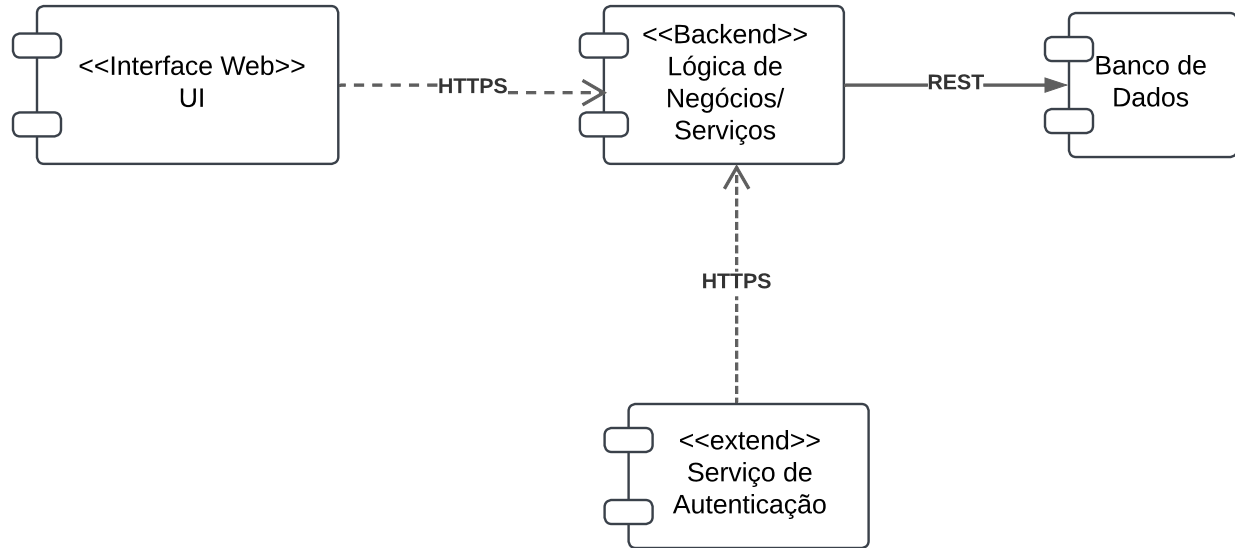 <<Interface Web>>
UI
HTTPS
<<Backend>>
Lógica de
Negócios/
Serviços
REST
Banco de
Dados
HTTPS
<<extend>>
Serviço de
Autenticação